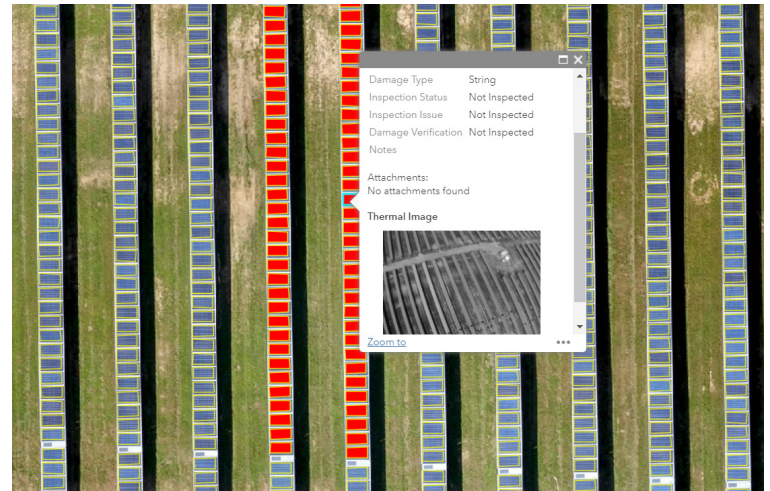 Damage Type String
Inspection Status Not Inspected
Inspection Issue Not Inspected
Damage Verification Not Inspected
Notes
Attachments:
No attachments found
Thermal Image
Zoom to